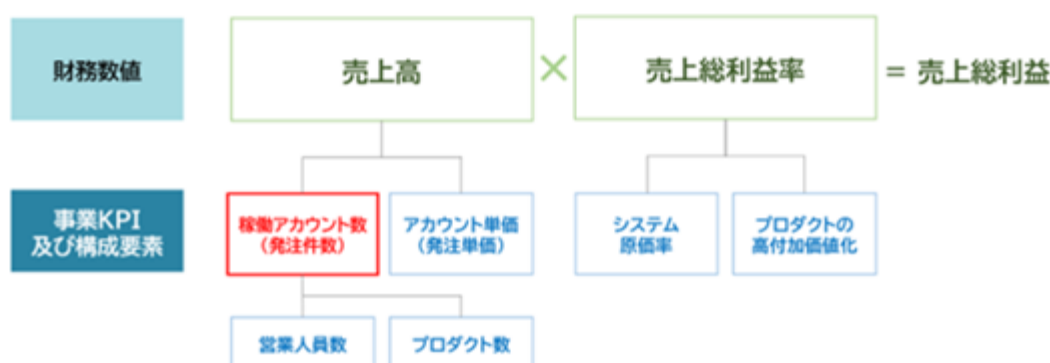 財務数値
売上高
×
売上総利益率
= 売上総利益
事業KPI
及び構成要素
稼働アカウント数
(発注件数)
アカウント単価
(発注単価)
システム
原価率
プロダクトの
高付加価値化
営業人員数
プロダクト数